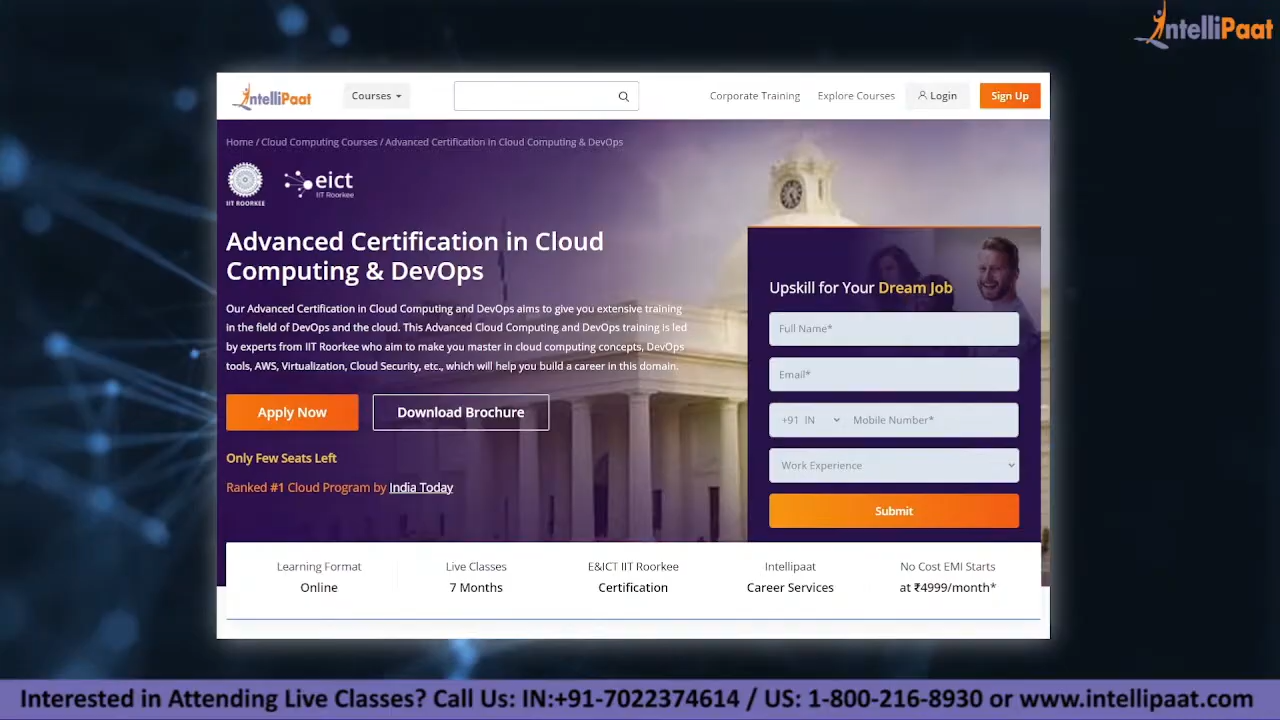 IntelliPaat
IntelliPaat
Courses
Corporate Training
Explore Courses
Login
Sign Up
Home / Cloud Computing Courses / Advanced Certification in Cloud Computing & DevOps
IIT ROORKEE
eict
IIT Roorkee
Advanced Certification in Cloud
Computing & DevOps
Our Advanced Certification in Cloud Computing and DevOps aims to give you extensive training
in the field of DevOps and the cloud. This Advanced Cloud Computing and DevOps training is led
by experts from IIT Roorkee who aim to make you master in cloud computing concepts, DevOps
tools, AWS, Virtualization, Cloud Security, etc., which will help you build a career in this domain.
Apply Now
Download Brochure
Only Few Seats Left
Ranked #1 Cloud Program by India Today
Upskill for Your Dream Job
Full Name*
Email*
+91 IN
Mobile Number*
Work Experience
Submit
Learning Format
Online
Live Classes
7 Months
E&ICT IIT Roorkee
Certification
Intellipaat
Career Services
No Cost EMI Starts
at ₹4999/month*
Interested in Attending Live Classes? Call Us: IN:+91-7022374614 / US: 1-800-216-8930 or www.intellipaat.com